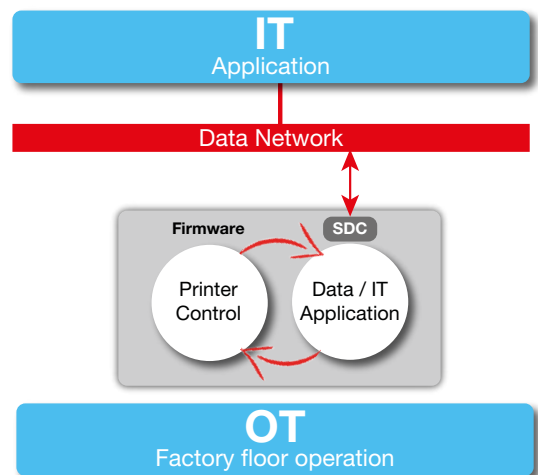 IT
Application
Data Network
Firmware
SDC
Printer
Control
Data / IT
Application
OT
Factory floor operation